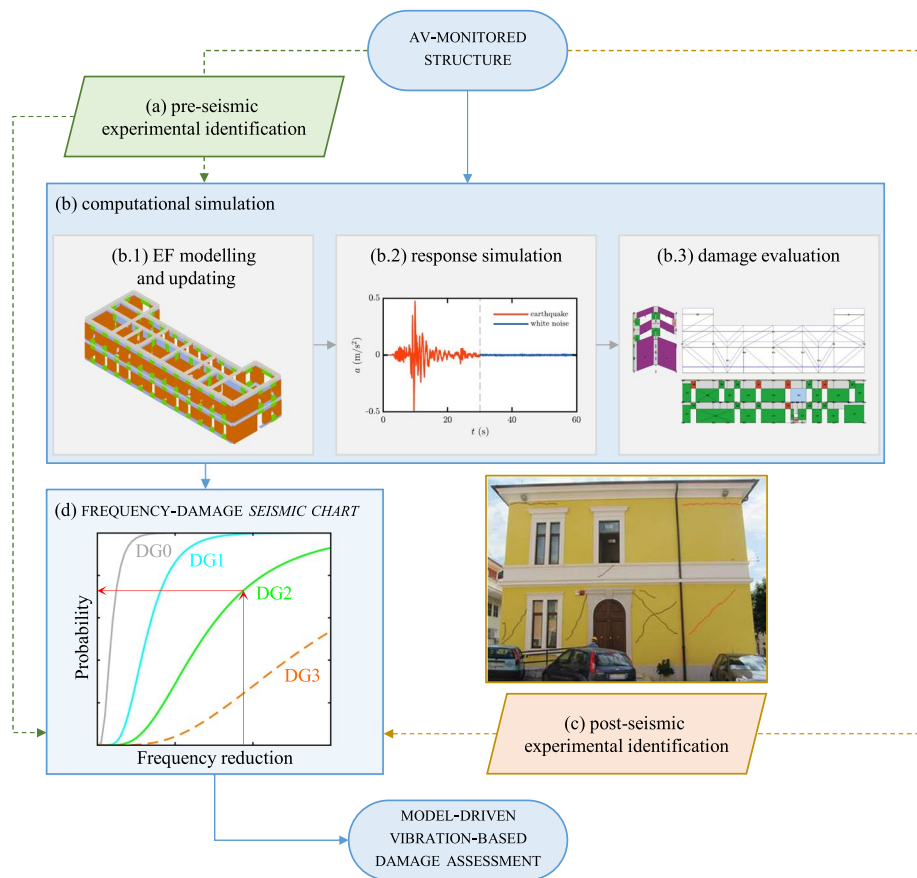 AV-MONITORED
STRUCTURE
(a) pre-seismic
experimental identification
(b) computational simulation
(b.1) EF modelling
and updating
(b.2) response simulation
0.5
0
-0.5
a (m/s²)
earthquake
white noise
0
20
40
60
t (s)
(b.3) damage evaluation
(d) FREQUENCY-DAMAGE SEISMIC CHART
DG0
DG1
DG2
DG3
Probability
Frequency reduction
(c) post-seismic
experimental identification
MODEL-DRIVEN
VIBRATION-BASED
DAMAGE ASSESSMENT